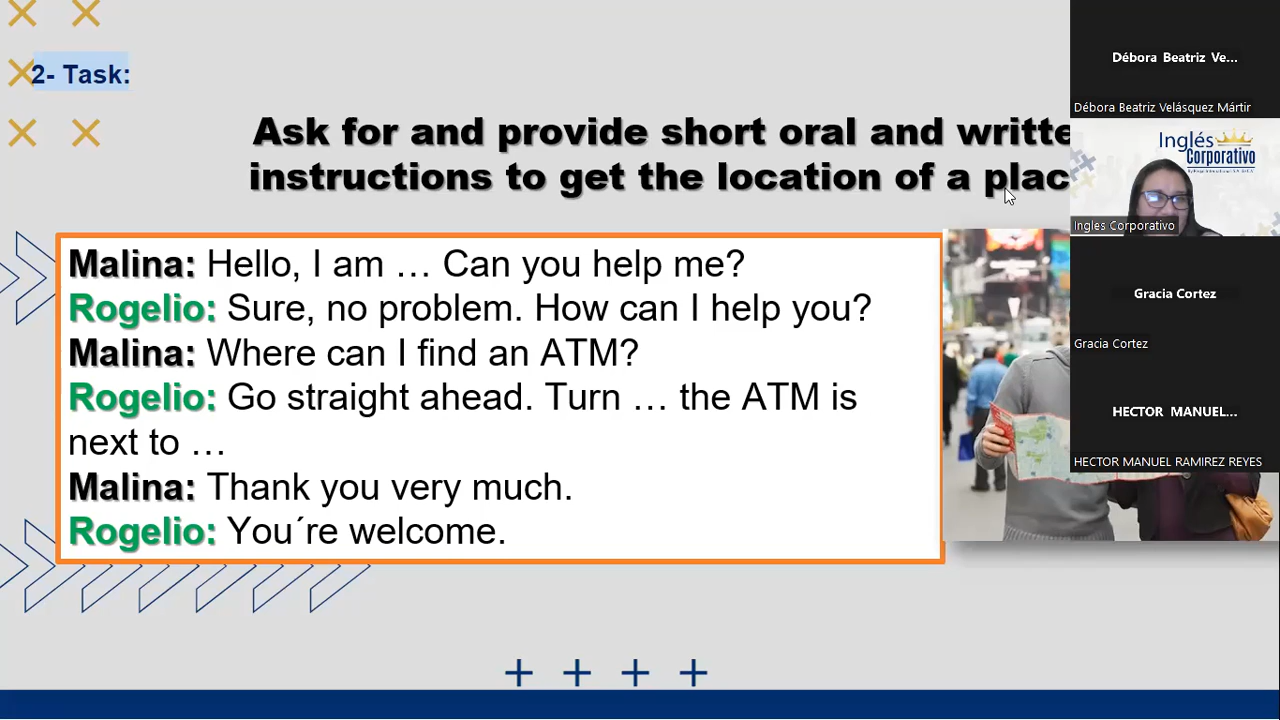 2- Task:
Ask for and provide short oral and writte
instructions to get the location of a plac
Malina: Hello, I am … Can you help me?
Rogelio: Sure, no problem. How can I help you?
Malina: Where can I find an ATM?
Rogelio: Go straight ahead. Turn … the ATM is
next to …
Malina: Thank you very much.
Rogelio: You´re welcome.
Débora Beatriz Ve...
Débora Beatriz Velásquez Mártir
Inglés
Corporativo
Ingles Corporativo
Gracia Cortez
Gracia Cortez
HECTOR MANUEL...
HECTOR MANUEL RAMIREZ REYES